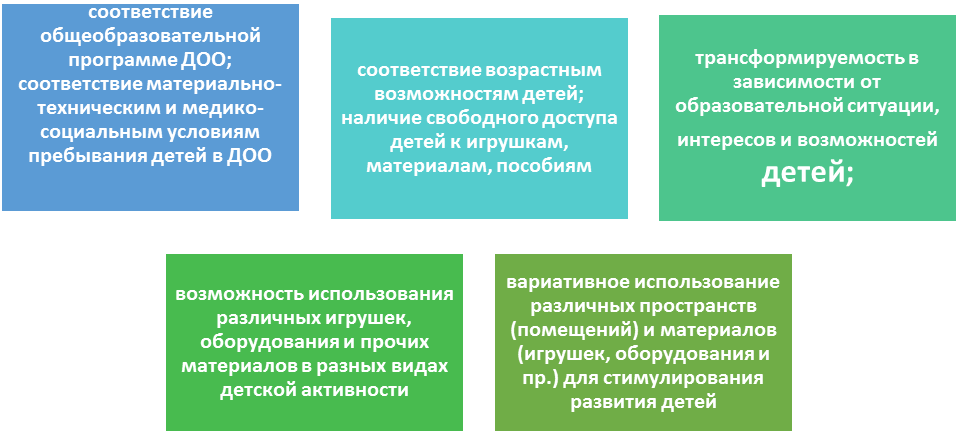 соответствие
общеобразовательной
программе ДОО;
соответствие материально-
техническим и медико-
социальным условиям
пребывания детей в ДОО
соответствие возрастным
возможностям детей;
наличие свободного доступа
детей к игрушкам,
материалам, пособиям
трансформируемость в
зависимости от
образовательной ситуации,
интересов и возможностей
детей;
возможность использования
различных игрушек,
оборудования и прочих
материалов в разных видах
детской активности
вариативное использование
различных пространств
(помещений) и материалов
(игрушек, оборудования и
пр.) для стимулирования
развития детей